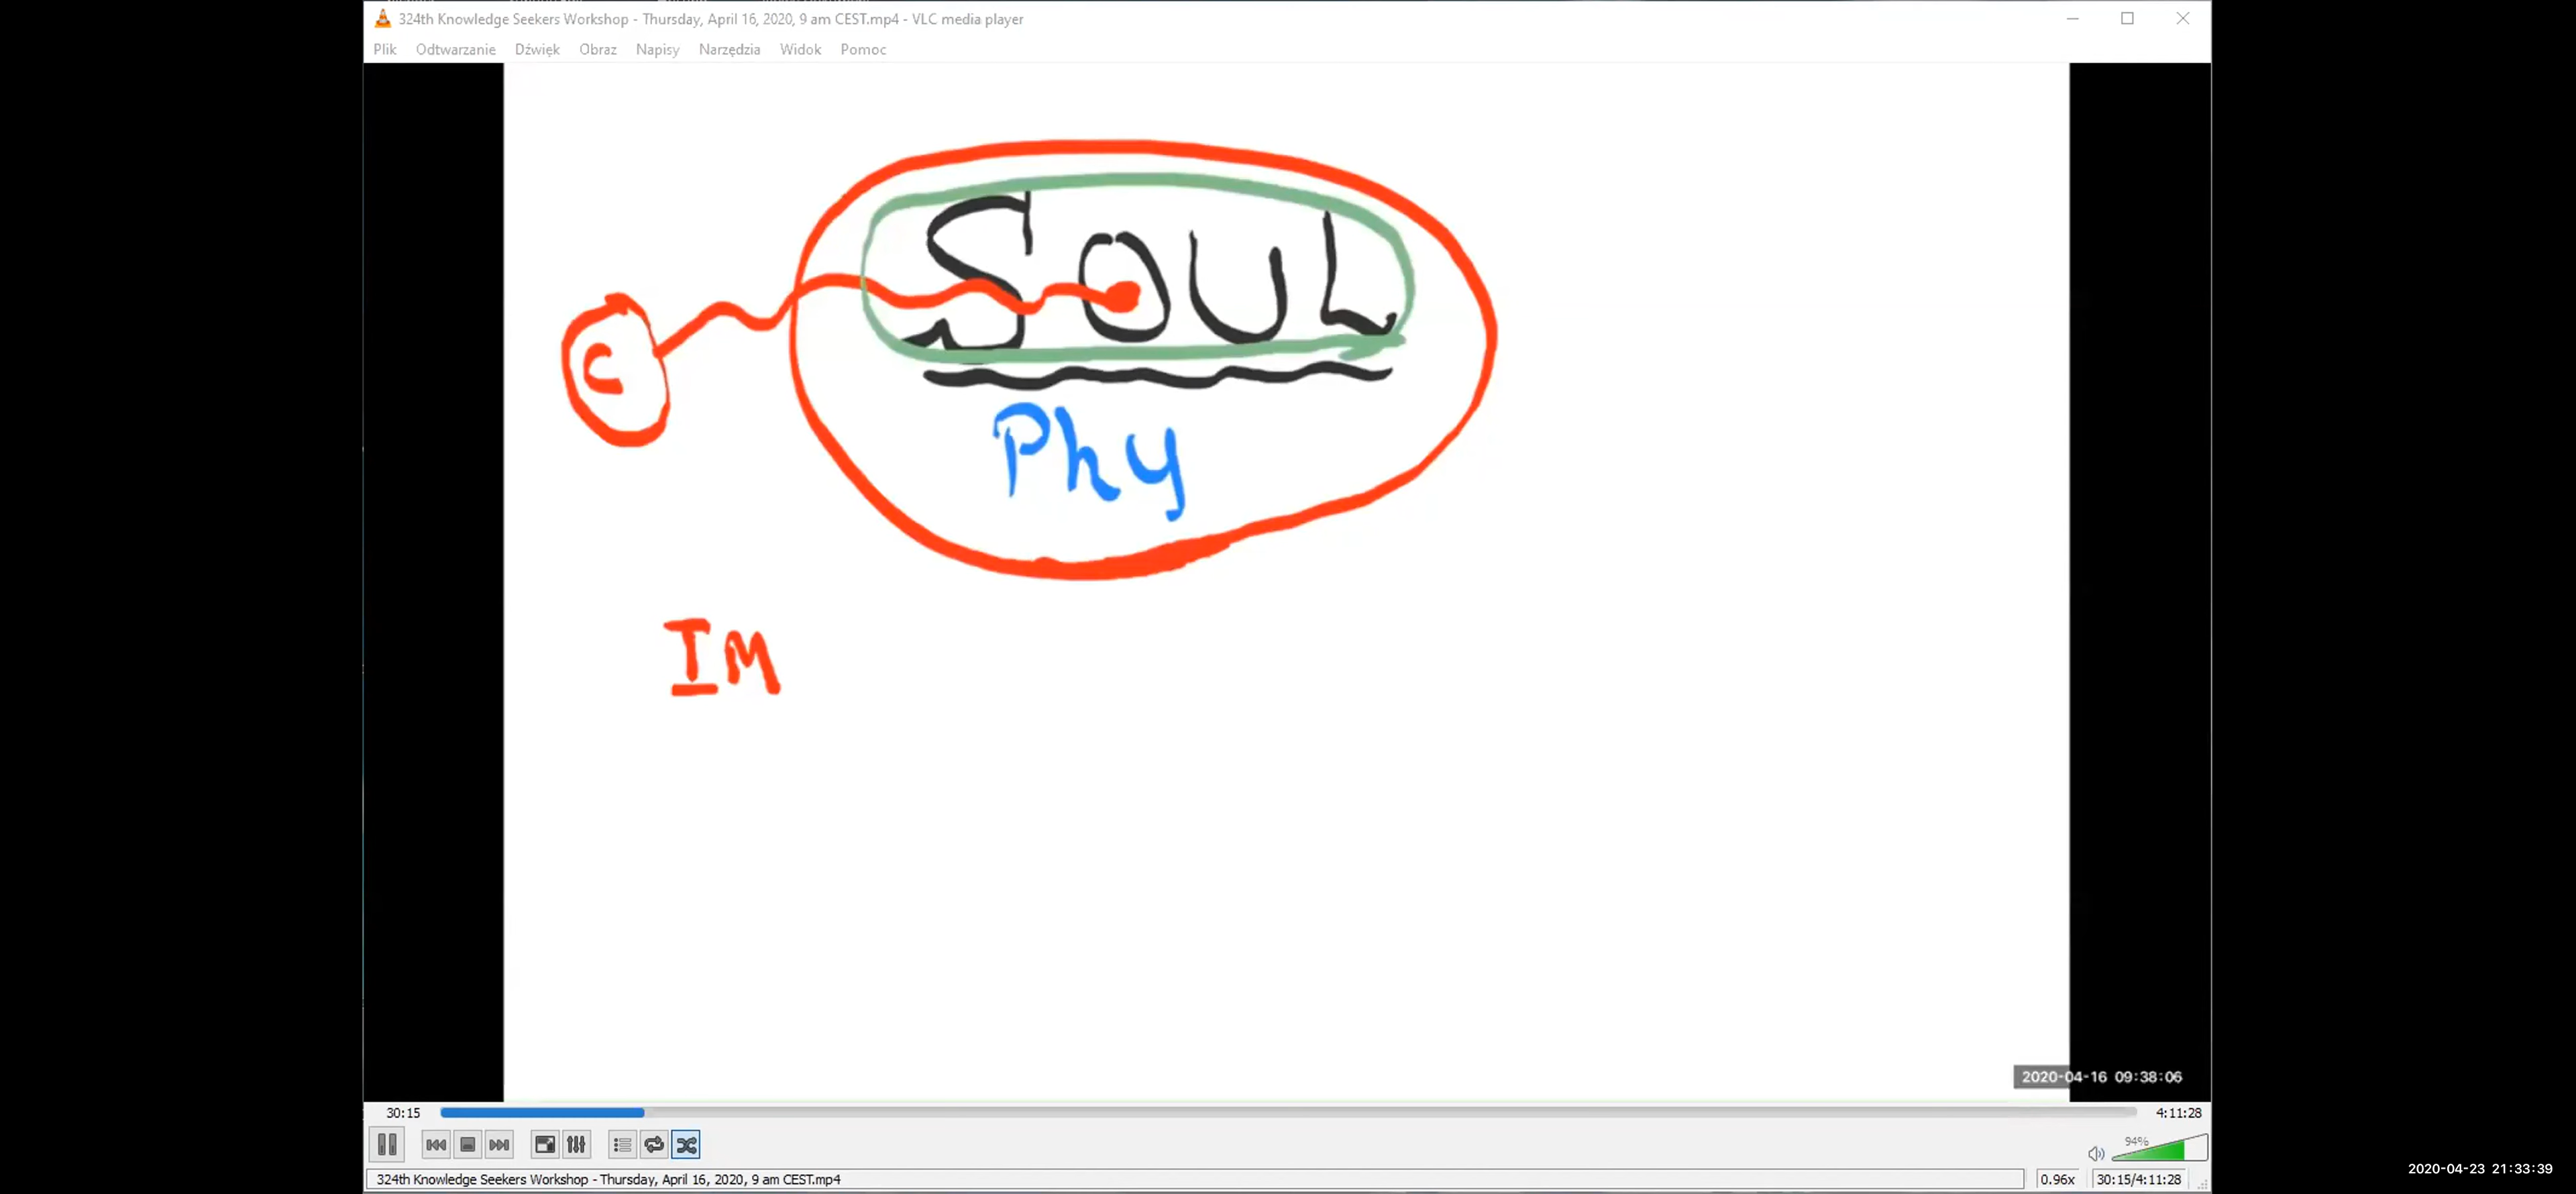 324th Knowledge Seekers Workshop - Thursday, April 16, 2020, 9 am CEST.mp4 - VLC media player
Plik Odtwarzanie Dźwięk Obraz Napisy Narzędzia Widok Pomoc
SOUL
C
Phy
IM
2020-04-16 09:38:06
30:15 4:11:28
94%
324th Knowledge Seekers Workshop - Thursday, April 16, 2020, 9 am CEST.mp4 0.96x 30:15/4:11:28
2020-04-23 21:33:39